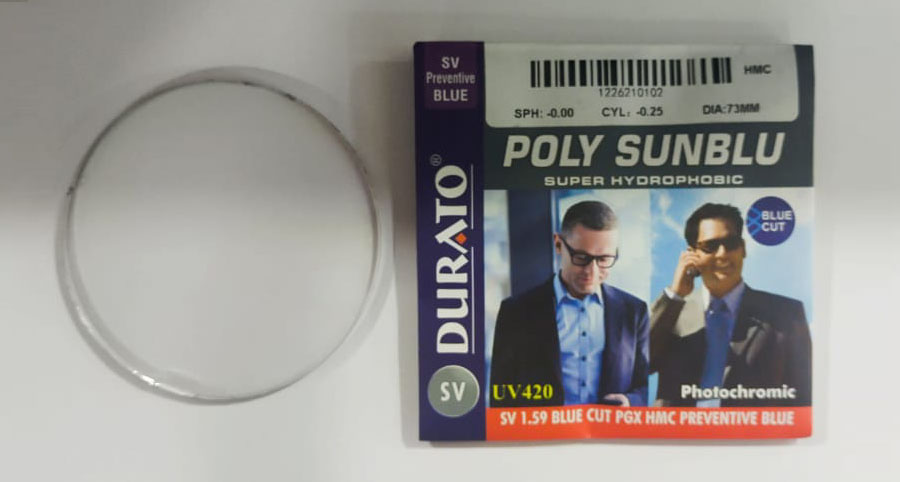 SV
Preventive
BLUE
DURATO®
SV
HMC
1226210102
SPH: -0.00 CYL: -0.25 DIA:73MM
POLY SUNBLU
SUPER HYDROPHOBIC
BLUE
CUT
UV420
Photochromic
SV 1.59 BLUE CUT PGX HMC PREVENTIVE BLUE